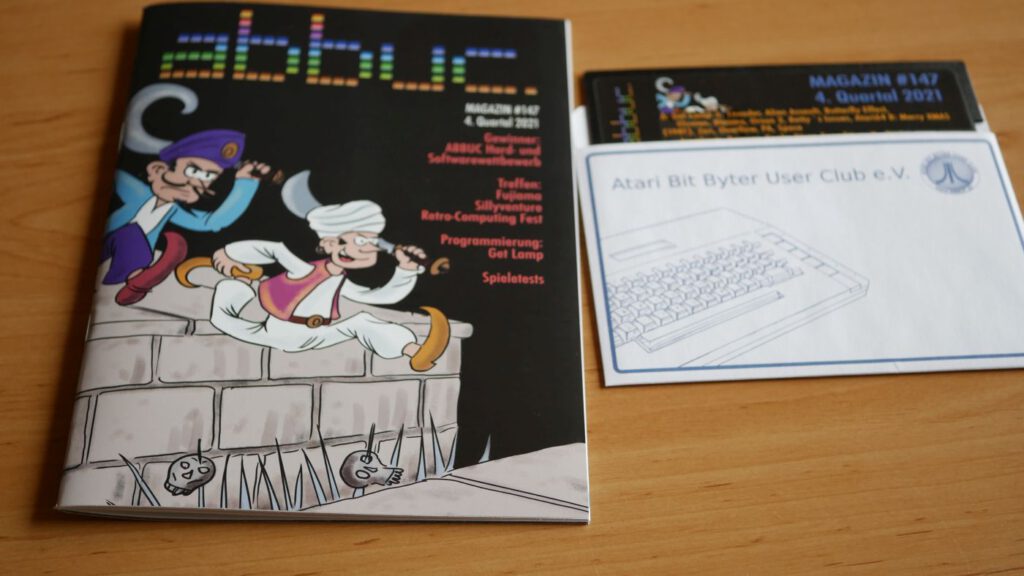 abbuc
MAGAZIN #147
4. Quartal 2021
Gewinner
ABBUC Hard- und
Softwarewettbewerb
Treffen:
Fujiama
Sillyventure
Retro-Computing Fest
Programmierung:
Get Lamp
Spieletests
MAGAZIN #147
4. Quartal 2021
Atari Bit Byter User Club e.V.